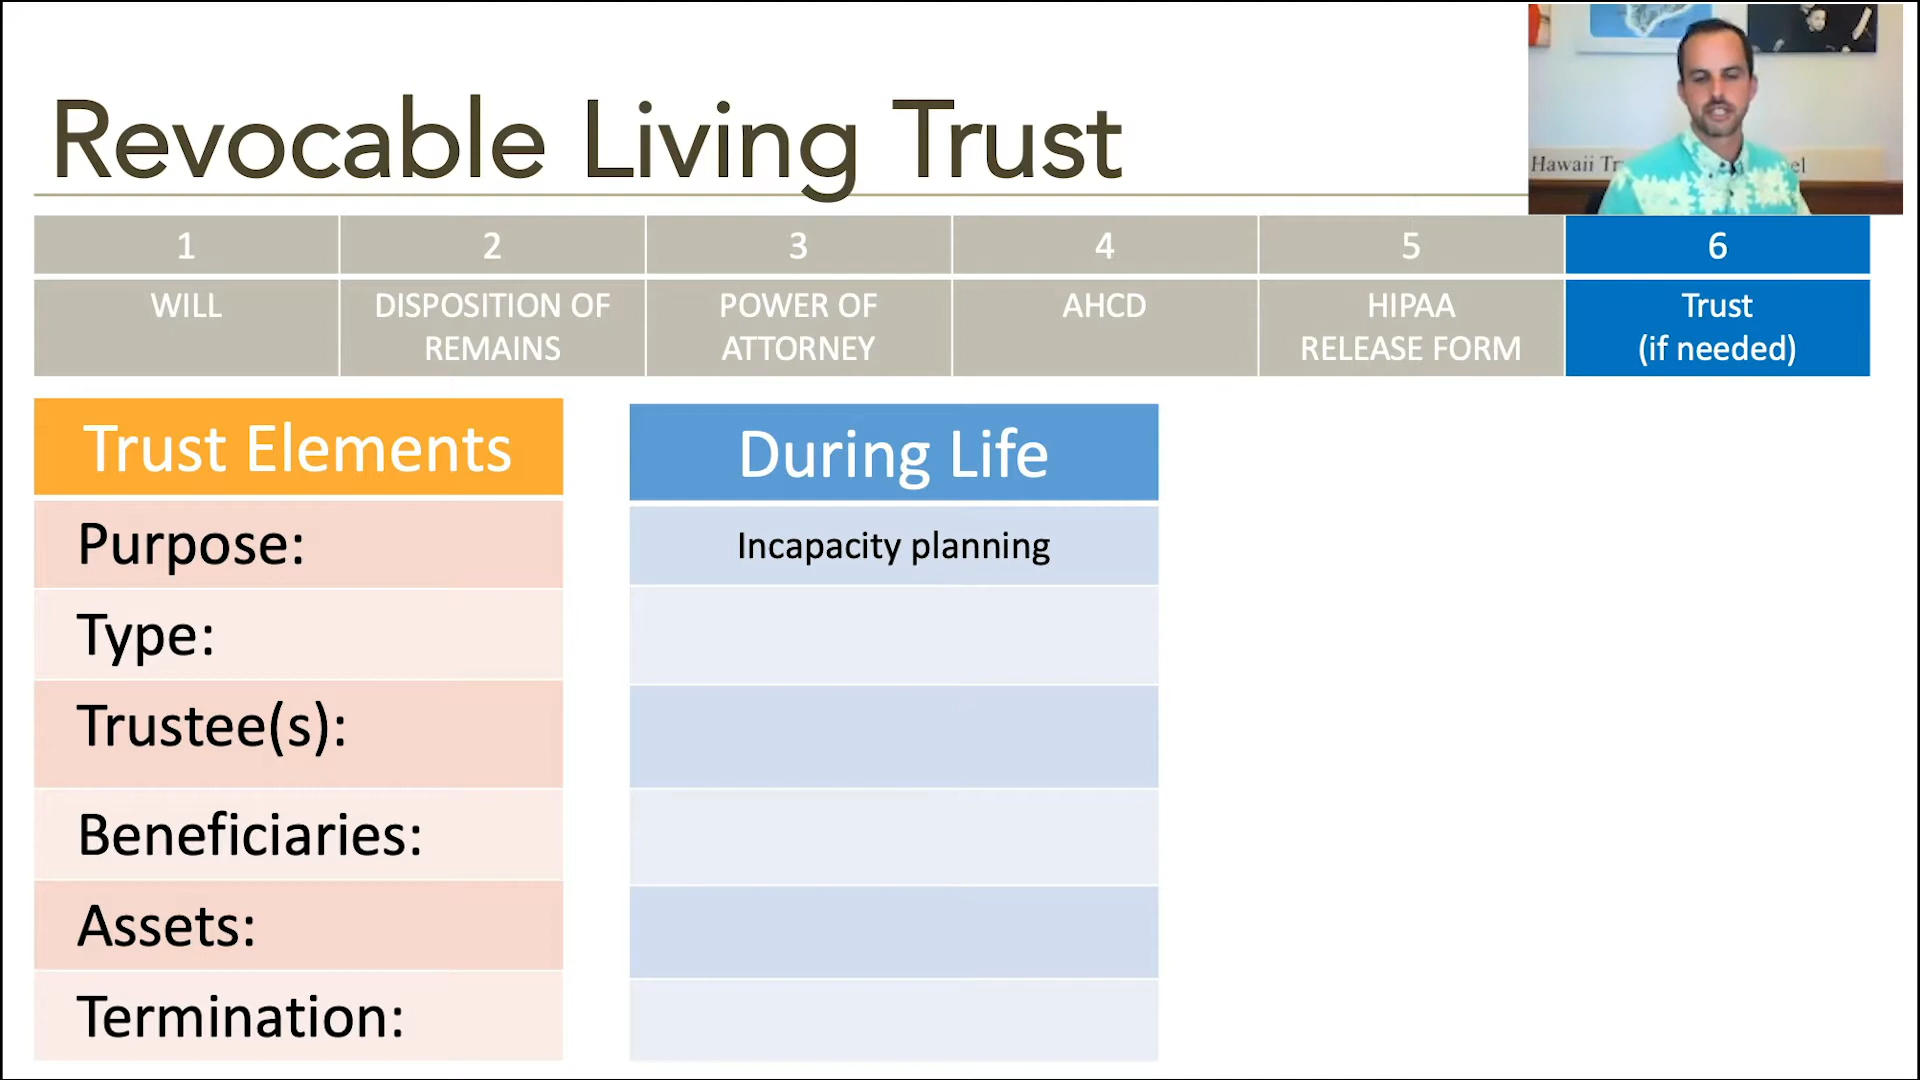 Revocable Living Trust
Hawaii
1
2
3
4
5
6
WILL
DISPOSITION OF
REMAINS
POWER OF
ATTORNEY
AHCD
HIPAA
RELEASE FORM
Trust
(if needed)
Trust Elements
During Life
Purpose:
Incapacity planning
Type:
Trustee(s):
Beneficiaries:
Assets:
Termination: